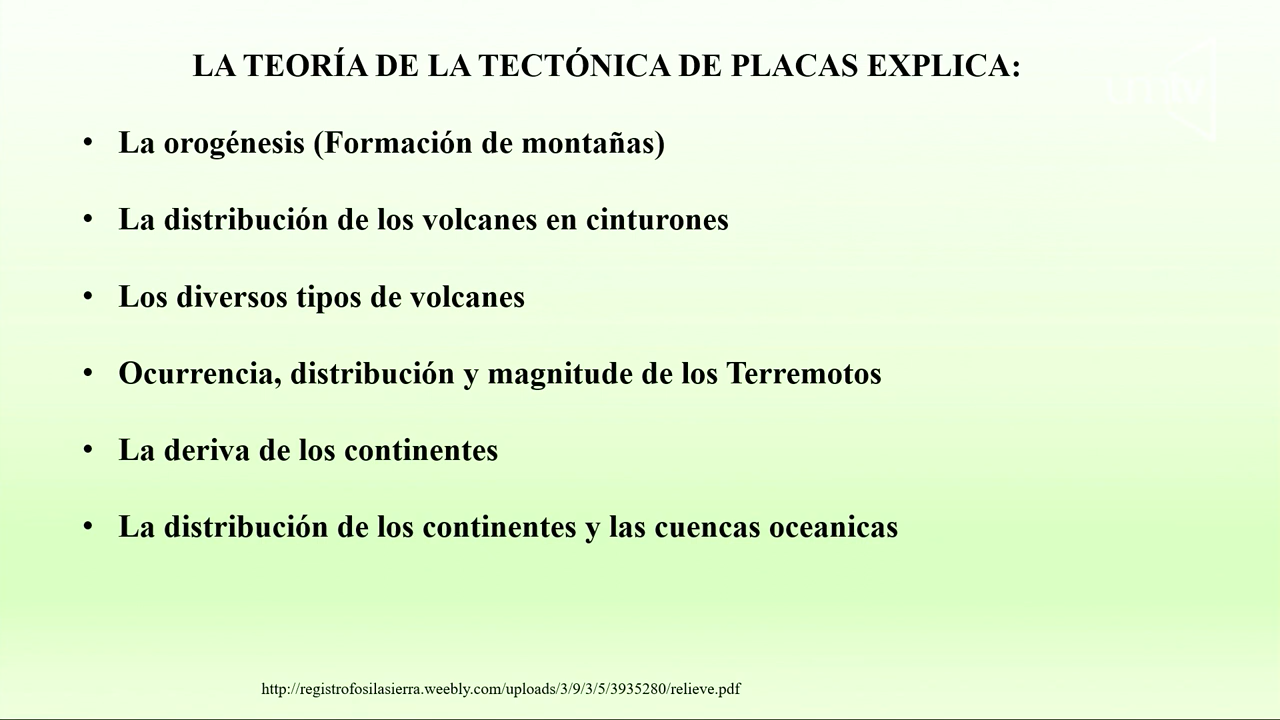 LA TEORÍA DE LA TECTÓNICA DE PLACAS EXPLICA:
• La orogénesis (Formación de montañas)
• La distribución de los volcanes en cinturones
• Los diversos tipos de volcanes
• Ocurrencia, distribución y magnitude de los Terremotos
• La deriva de los continentes
• La distribución de los continentes y las cuencas oceanicas
http://registrofosilasierra.weebly.com/uploads/3/9/3/5/3935280/relieve.pdf